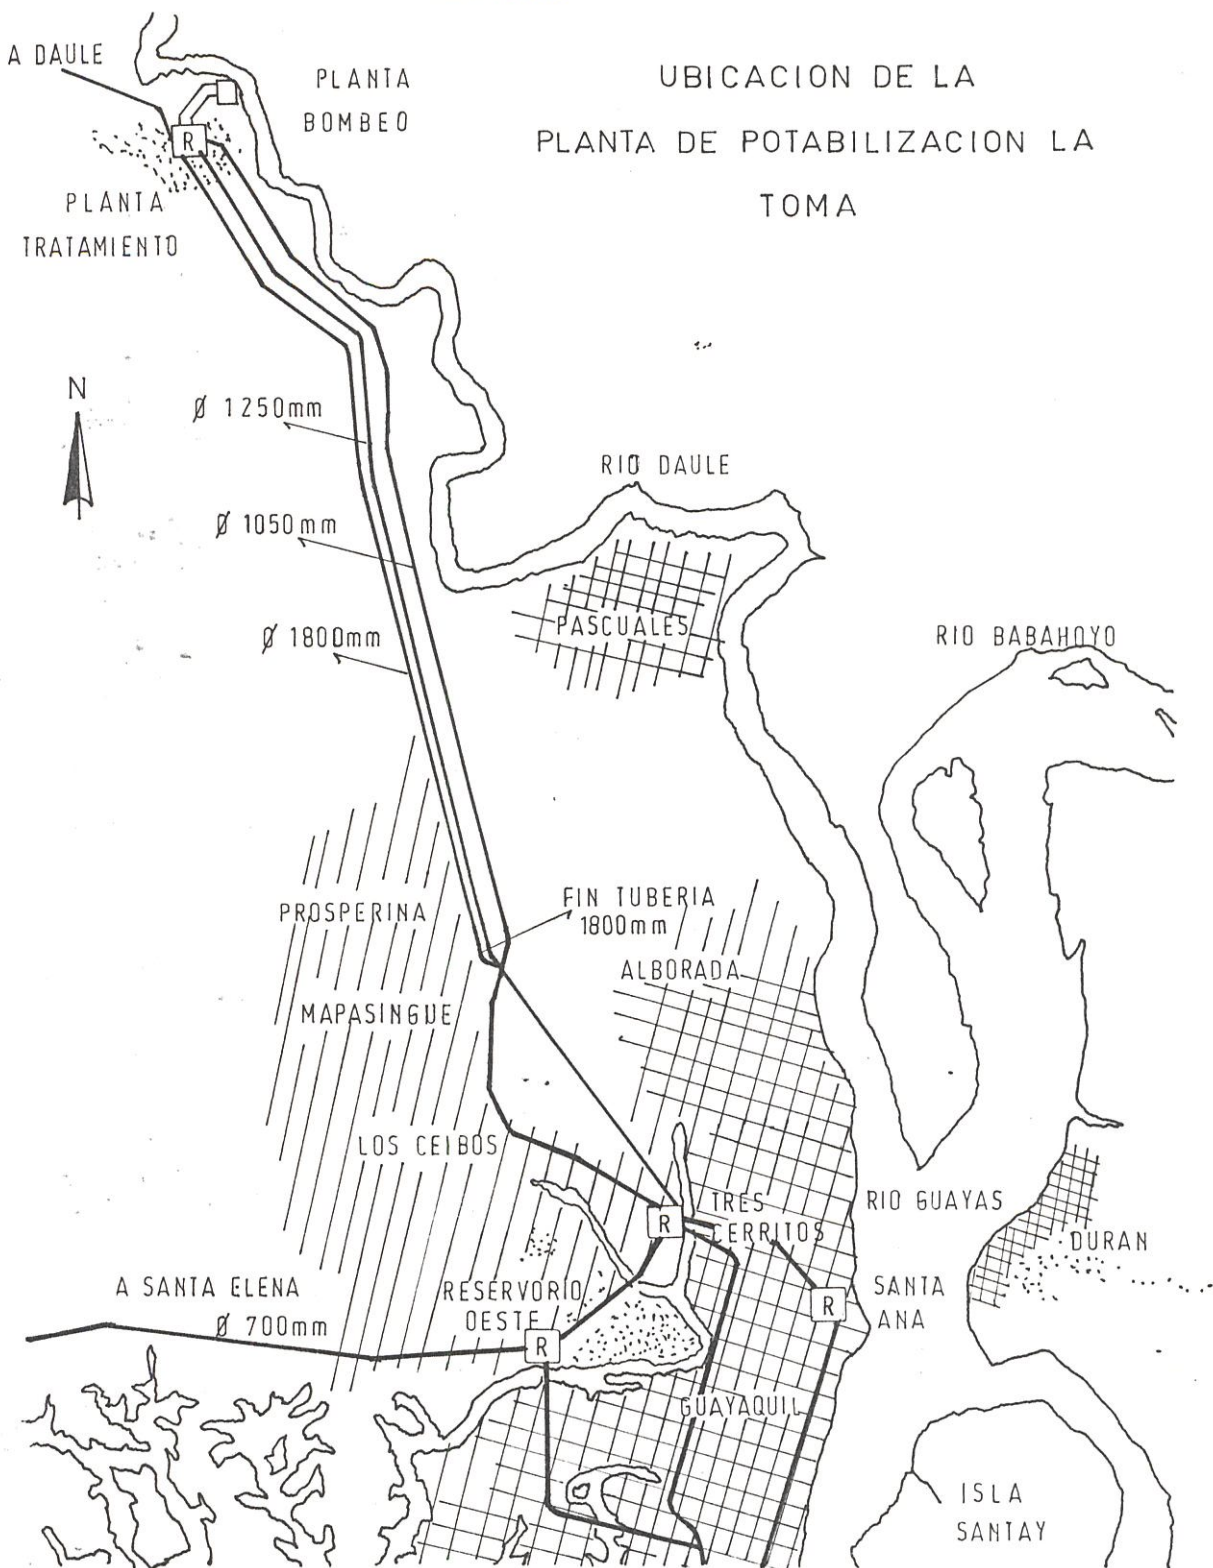 A DAULE
PLANTA
BOMBEO
UBICACION DE LA
PLANTA DE POTABILIZACION LA
TOMA
R
PLANTA
TRATAMIENTO
N
Ø 1250mm
RIO DAULE
Ø 1050mm
PASCUALES
Ø 1800mm
RIO BABAHOYO
PROSPERINA
FIN TUBERIA
1800mm
ALBORADA
MAPASINGUE
LOS CEIBOS
R
TRES
CERRITOS
RIO GUAYAS
DURAN
A SANTA ELENA
Ø 700mm
RESERVORIO
OESTE
R
R
SANTA
ANA
GUAYAQUIL
ISLA
SANTAY